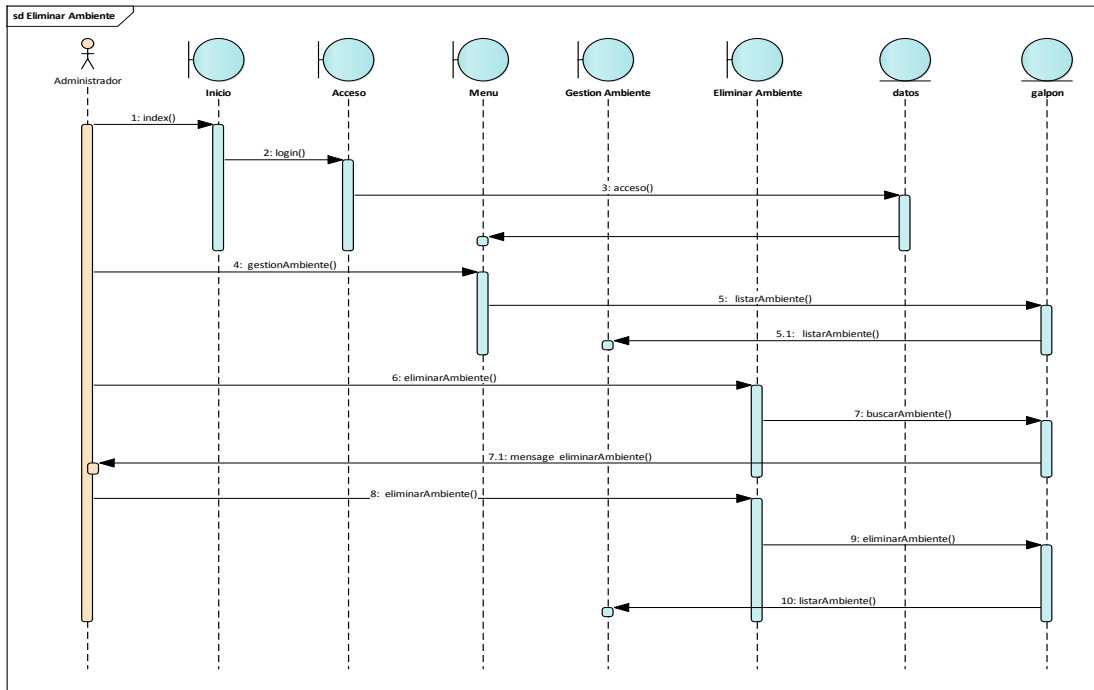 sd Eliminar Ambiente
Administrador
Inicio
Acceso
Menu
Gestion Ambiente
Eliminar Ambiente
datos
galpon
1: index()
2: login()
3: acceso()
4: gestionAmbiente()
5: listarAmbiente()
5.1: listarAmbiente()
6: eliminarAmbiente()
7: buscarAmbiente()
7.1: message eliminarAmbiente()
8: eliminarAmbiente()
9: eliminarAmbiente()
10: listarAmbiente()